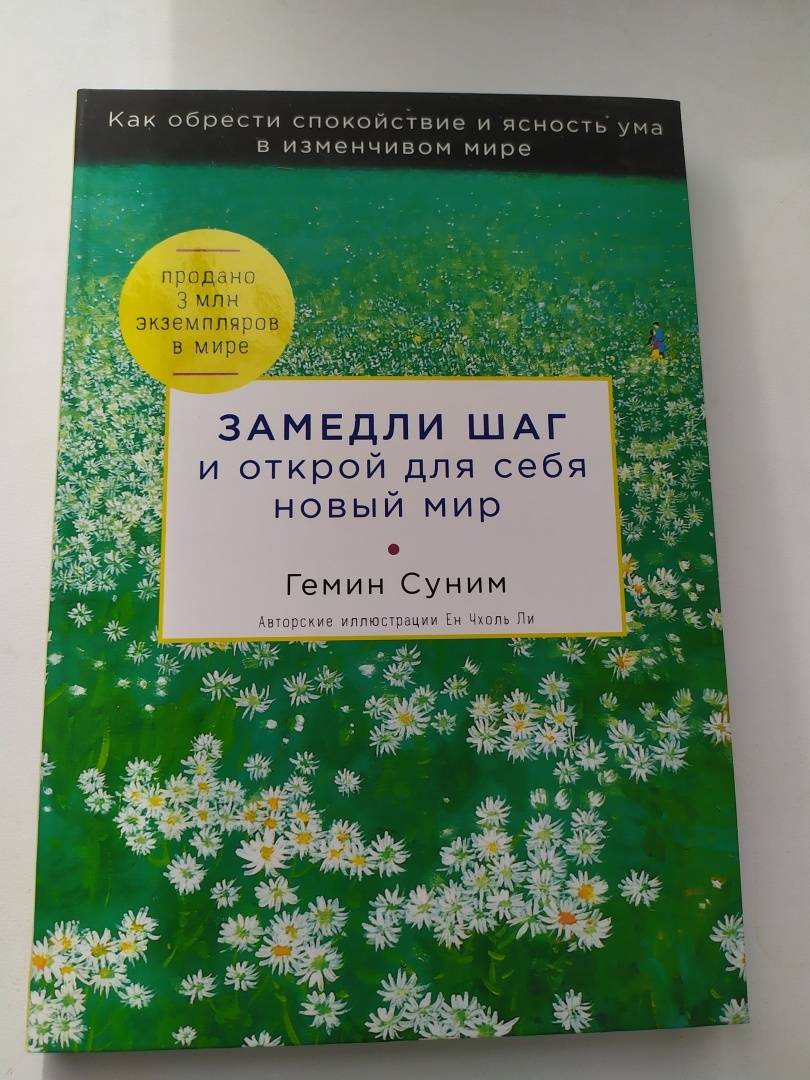 Как обрести спокойствие и ясность ума
в изменчивом мире
продано
3 млн
экземпляров
в мире
ЗАМЕДЛИ ШАГ
и открой для себя
новый мир
Гемин Суним
Авторские иллюстрации Ен Чхоль Ли